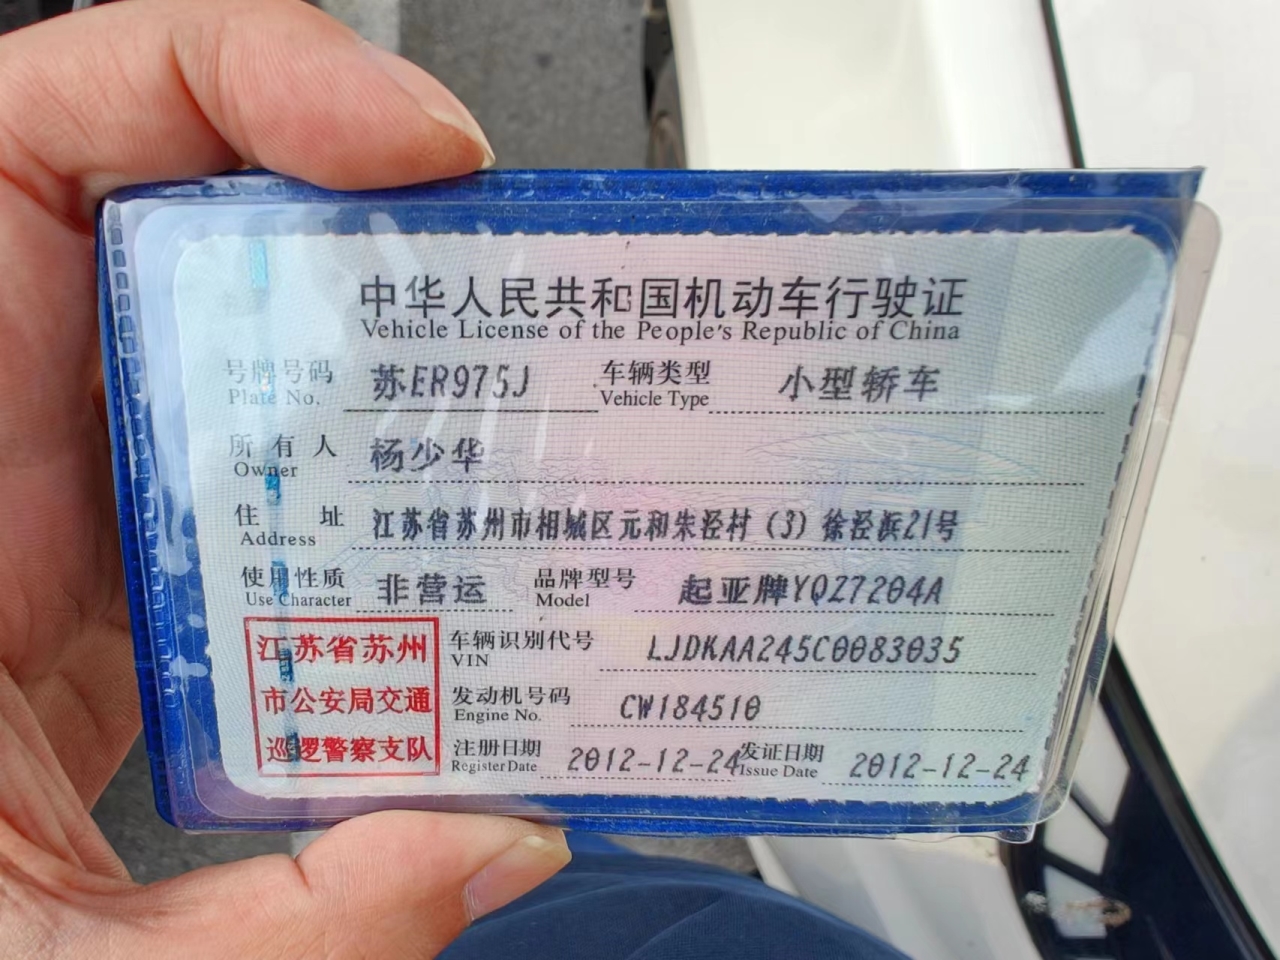 中华人民共和国机动车行驶证
Vehicle License of the People's Republic of China
号牌号码 苏ER975J 车辆类型 小型轿车
Plate No. Vehicle Type
所有人 杨少华
Owner
住址 江苏省苏州市相城区元和朱泾村（3）徐泾浜21号
Address
使用性质 非营运 品牌型号 起亚牌YQZ7204A
Use Character Model
江苏省苏州
市公安局交通
巡逻警察支队
车辆识别代号 LJDKAA245C0083035
VIN
发动机号码 CW184510
Engine No.
注册日期 2012-12-24 发证日期 2012-12-24
Register Date Issue Date